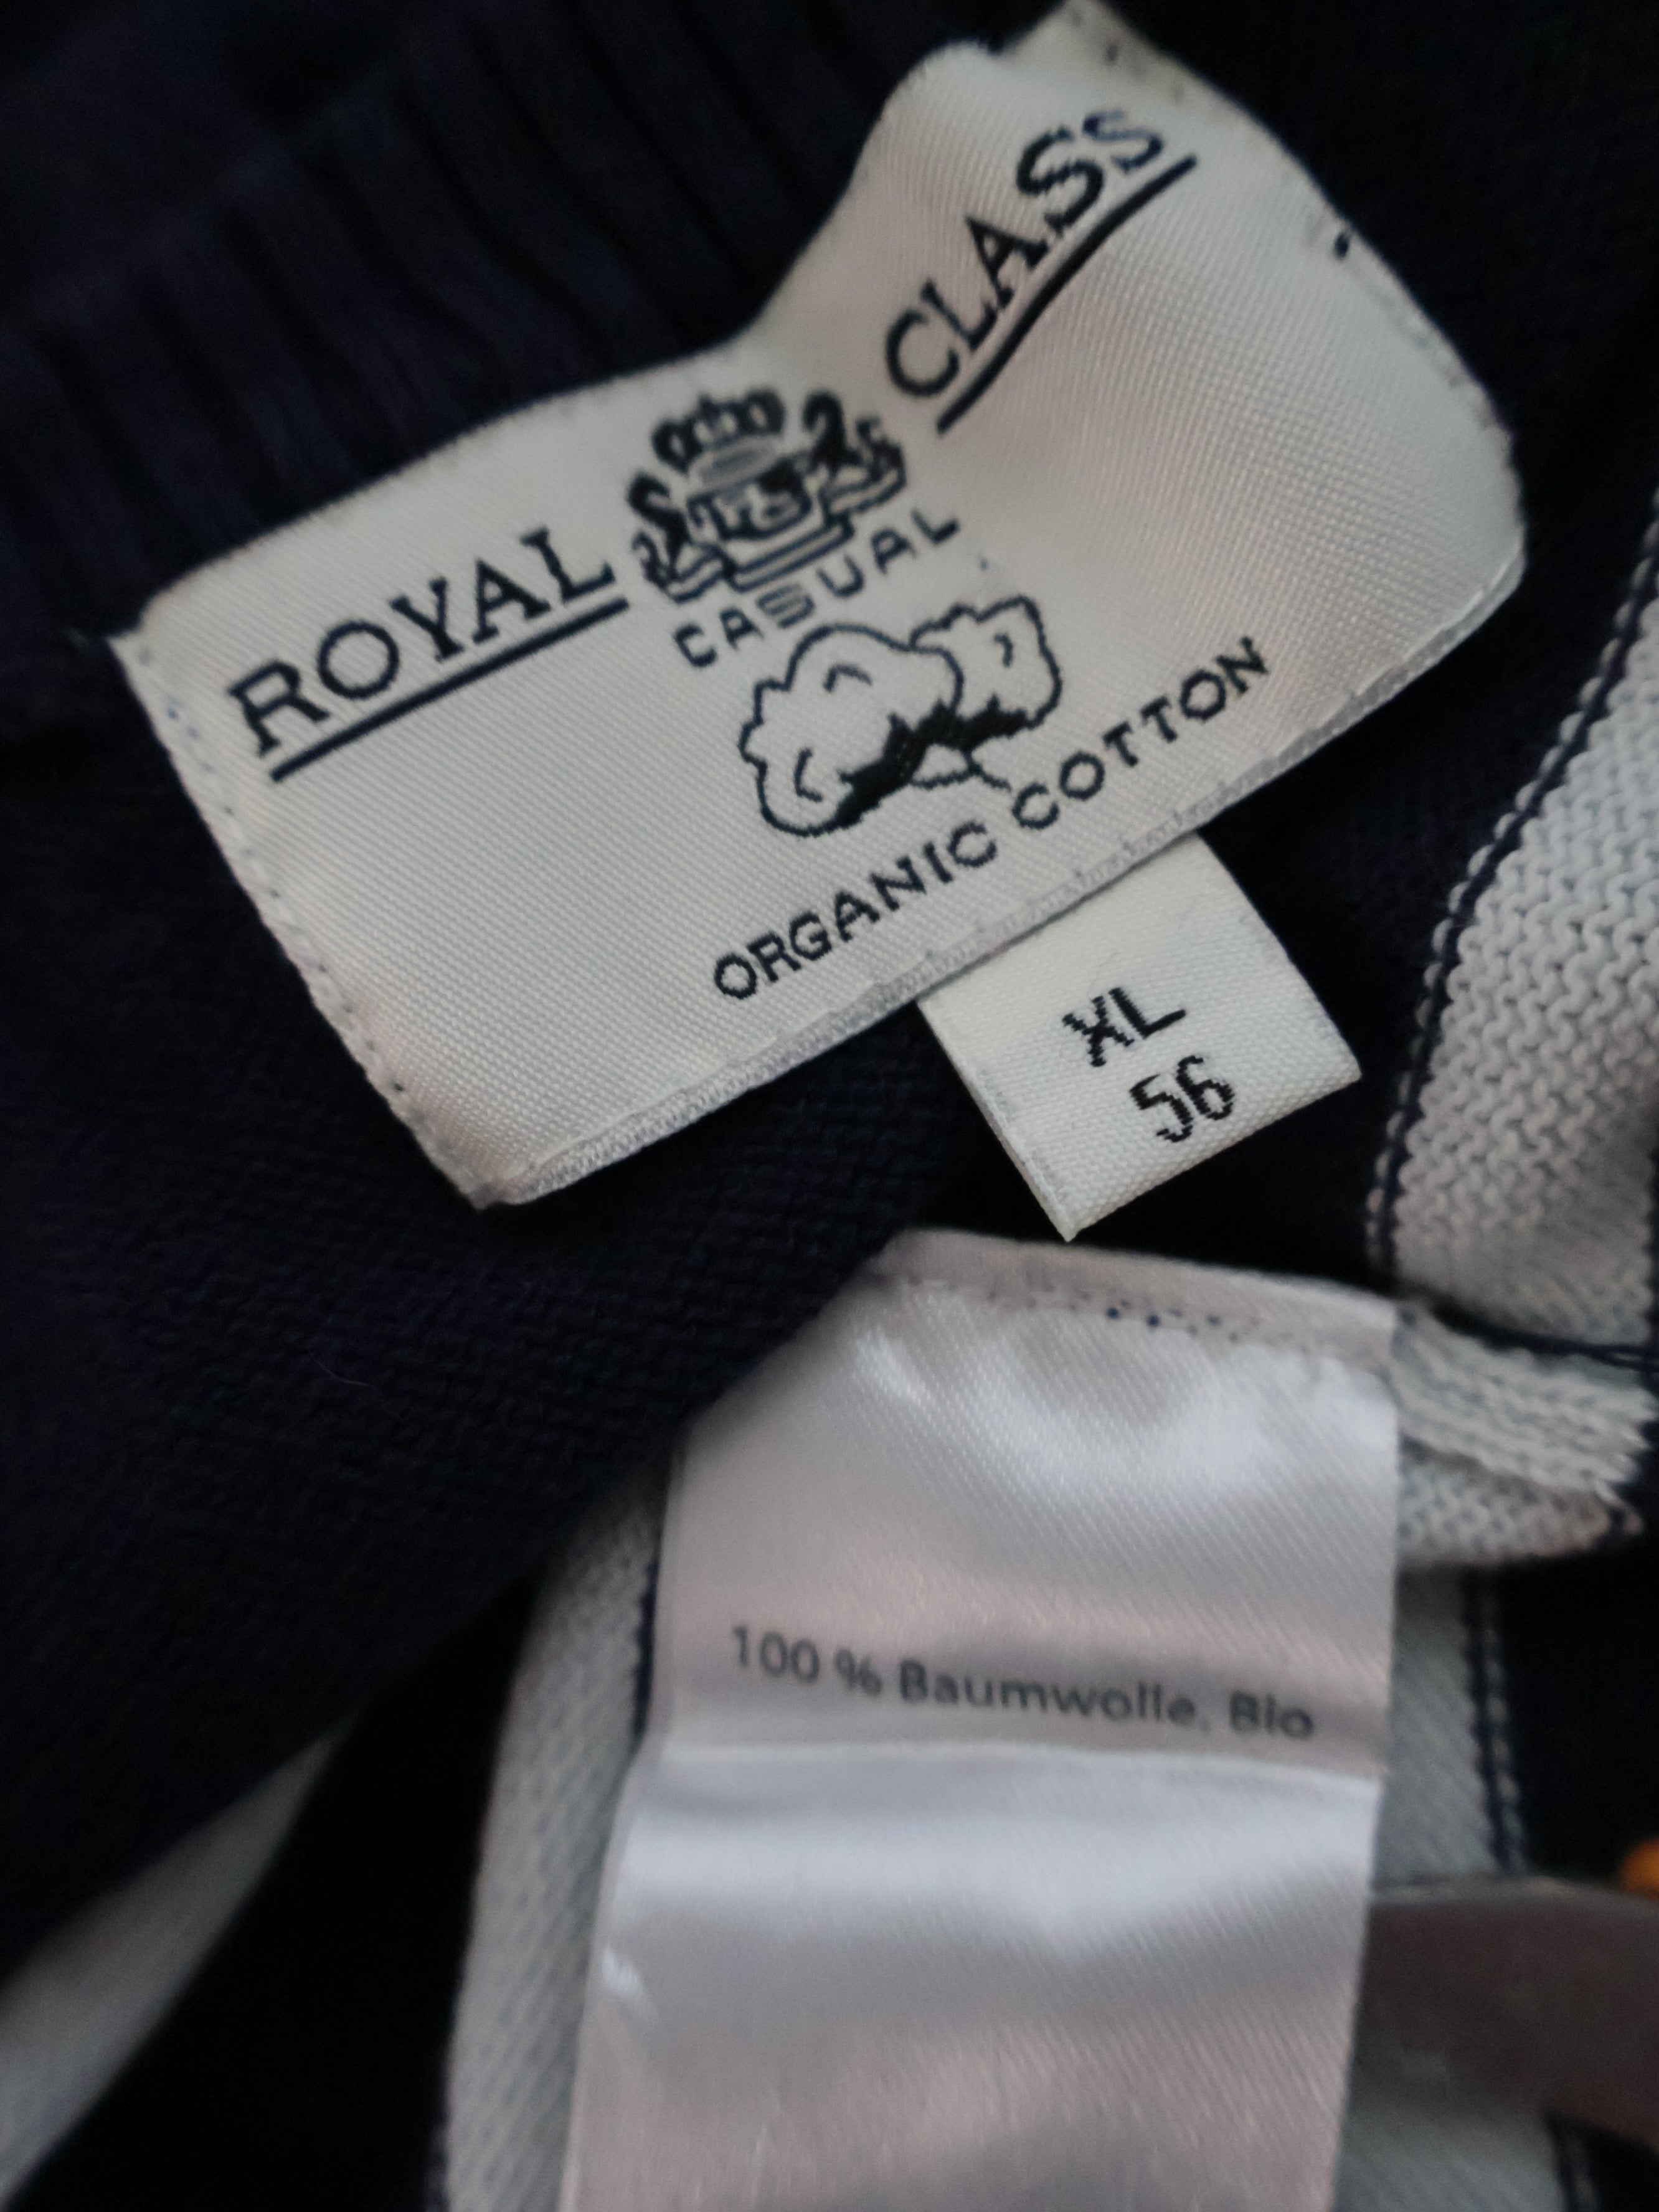 ROYAL CLASS
CASUAL
ORGANIC COTTON
XL
56
100 % Baumwolle, Bio